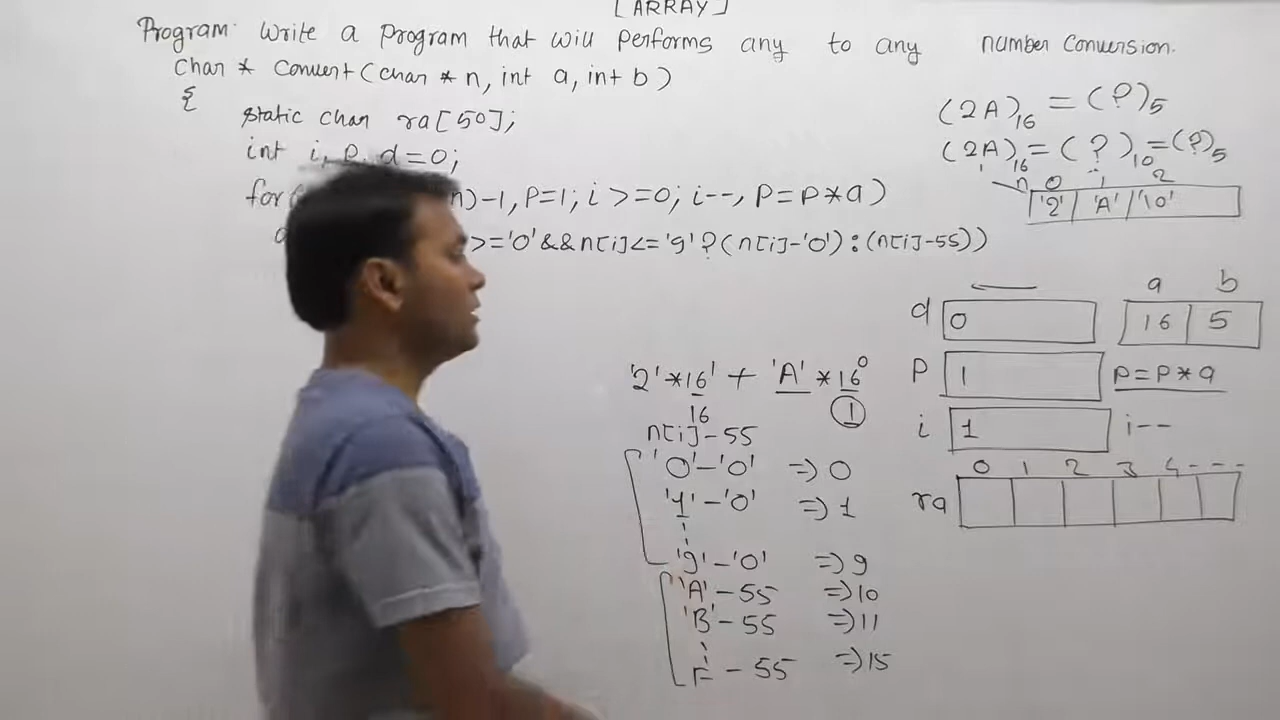 [ARRAY]
Program: Write a program that will performs any to any number conversion.
char * convert(char *n, int a, int b)
{
static char ra[50];
int i, p, d=0;
for( n)-1, p=1; i>=0; i--, p=p*a)
>='0'&&n[i]<='9'?(n[i]-'0'):(n[i]-55))
(2A)16 = (?)5
(2A)16 = (?)10 = (?)5
n 0 1 2
'2' 'A' '\0'
a b
d 0 16 5
p 1 p=p*a
i 1 i--
0 1 2 3 4---
ra
'2'*16¹ + 'A'*16⁰
16 1
n[i]-55
'0'-'0' => 0
'1'-'0' => 1
'9'-'0' => 9
'A'-55 => 10
'B'-55 => 11
F-55 => 15